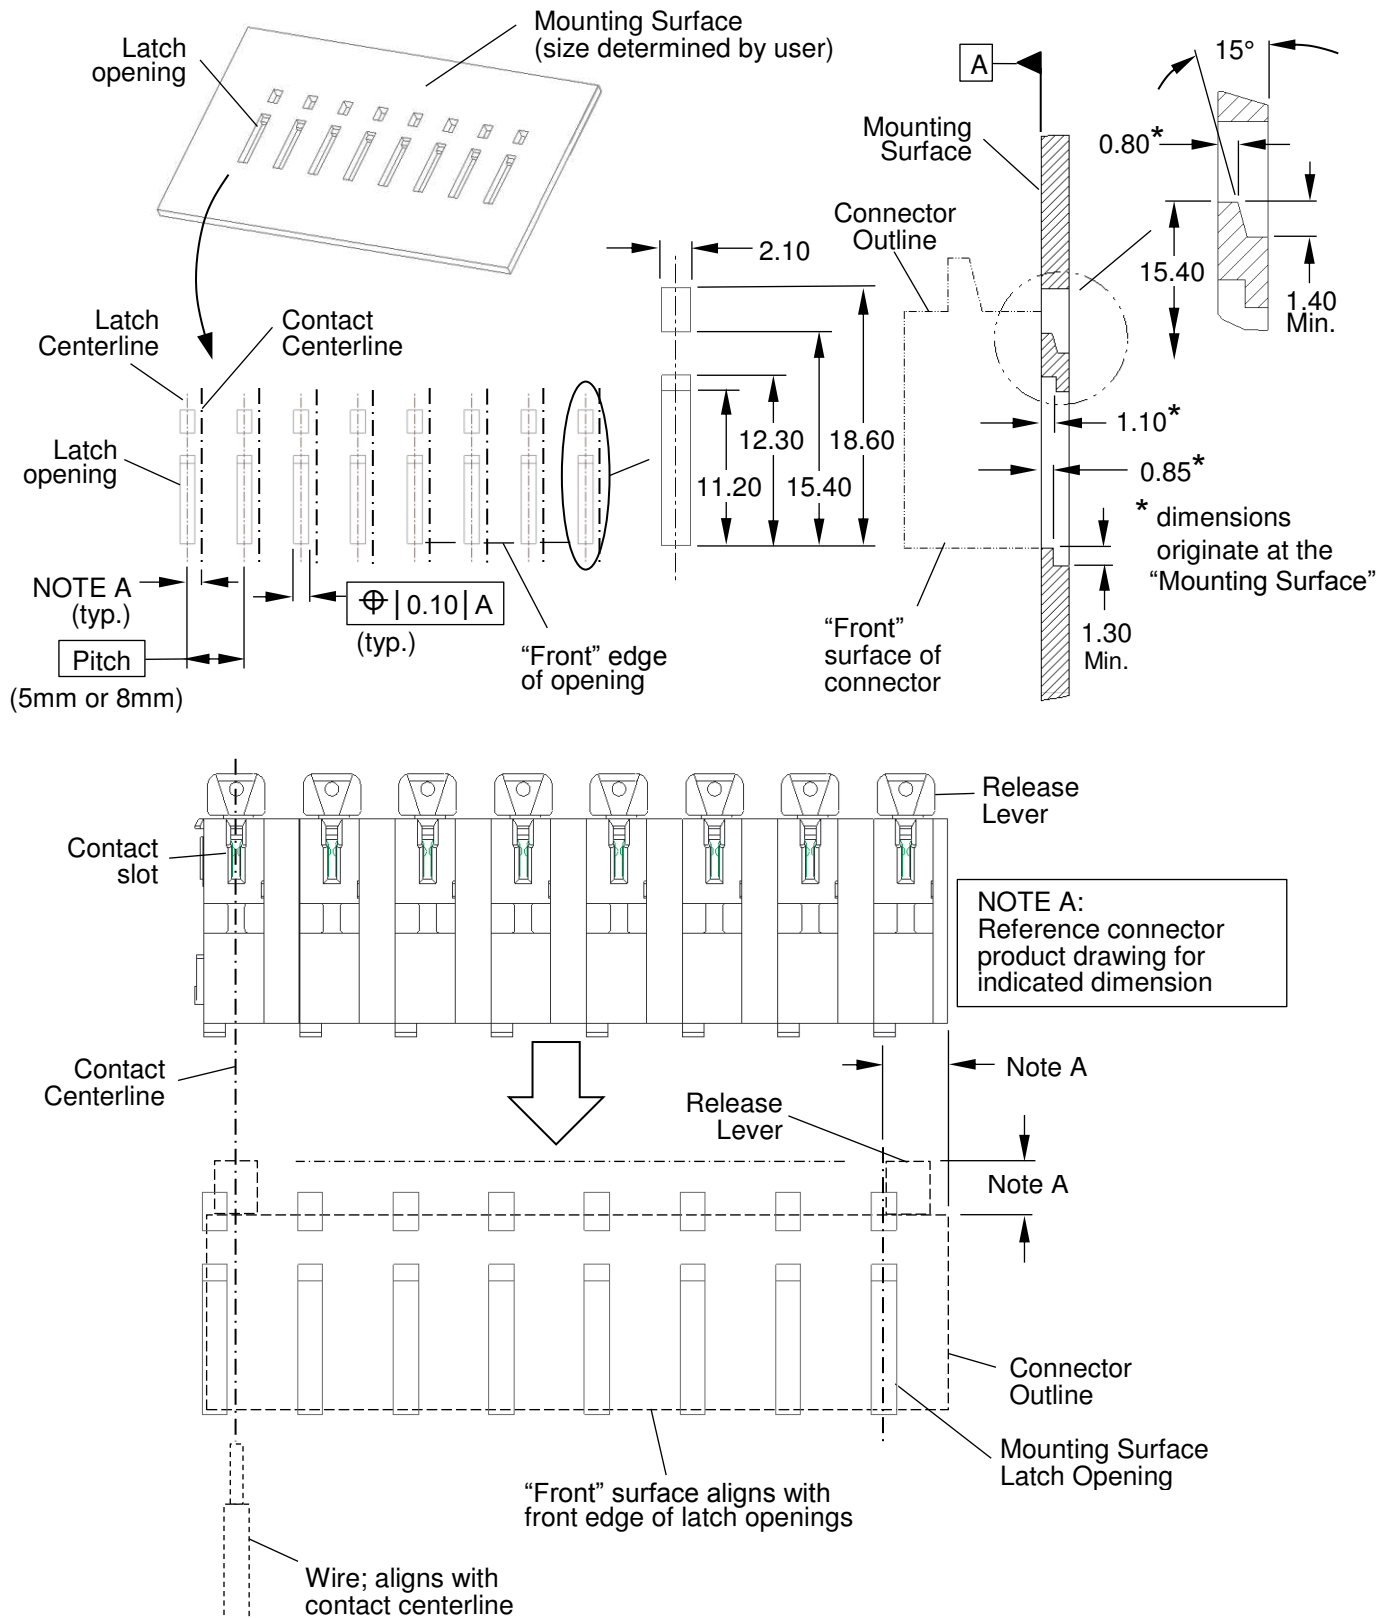 Latch
opening
Mounting Surface
(size determined by user)
A
15°
Mounting
Surface
0.80*
Connector
Outline
2.10
15.40
1.40
Min.
Latch
Centerline
Contact
Centerline
Latch
opening
12.30
18.60
11.20
15.40
1.10*
0.85*
* dimensions
originate at the
“Mounting Surface”
NOTE A
(typ.)
⌖ | 0.10 | A
(typ.)
Pitch
(5mm or 8mm)
“Front” edge
of opening
“Front”
surface of
connector
1.30
Min.
Release
Lever
Contact
slot
NOTE A:
Reference connector
product drawing for
indicated dimension
Contact
Centerline
Note A
Release
Lever
Note A
Connector
Outline
Mounting Surface
Latch Opening
“Front” surface aligns with
front edge of latch openings
Wire; aligns with
contact centerline